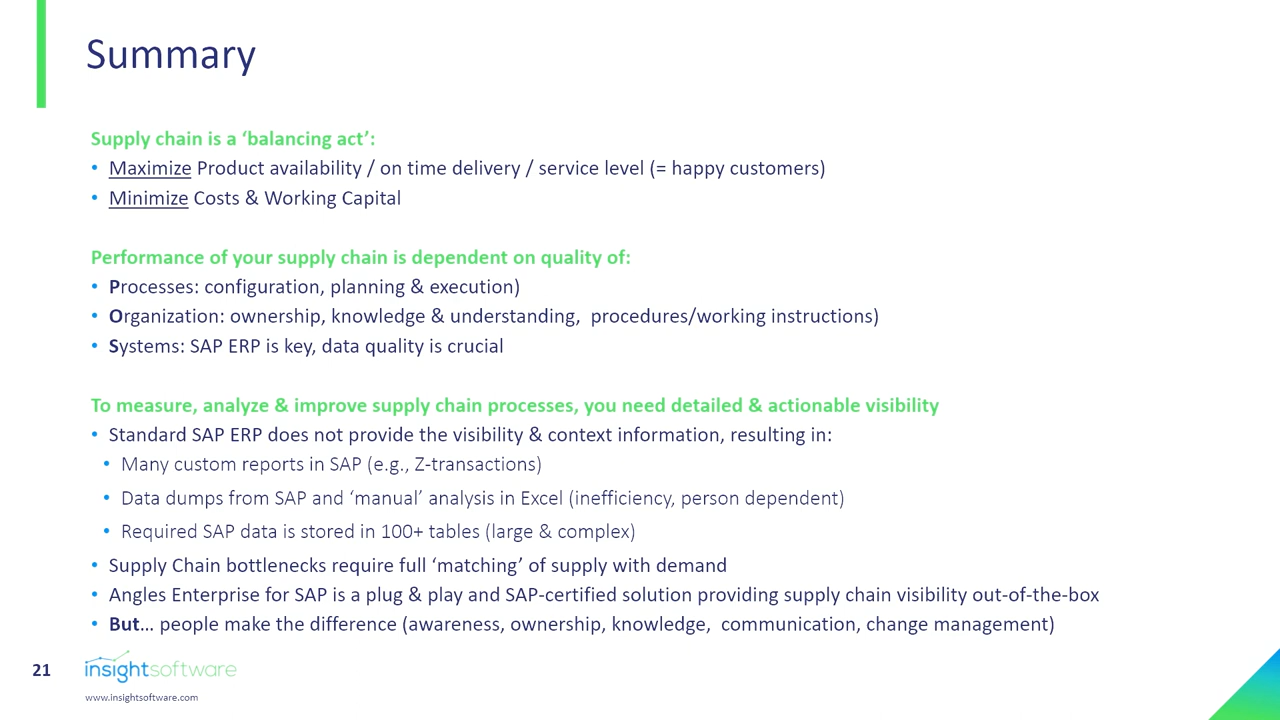 Summary
Supply chain is a ‘balancing act’:
• Maximize Product availability / on time delivery / service level (= happy customers)
• Minimize Costs & Working Capital
Performance of your supply chain is dependent on quality of:
• Processes: configuration, planning & execution)
• Organization: ownership, knowledge & understanding,  procedures/working instructions)
• Systems: SAP ERP is key, data quality is crucial
To measure, analyze & improve supply chain processes, you need detailed & actionable visibility
• Standard SAP ERP does not provide the visibility & context information, resulting in:
• Many custom reports in SAP (e.g., Z-transactions)
• Data dumps from SAP and ‘manual’ analysis in Excel (inefficiency, person dependent)
• Required SAP data is stored in 100+ tables (large & complex)
• Supply Chain bottlenecks require full ‘matching’ of supply with demand
• Angles Enterprise for SAP is a plug & play and SAP-certified solution providing supply chain visibility out-of-the-box
• But… people make the difference (awareness, ownership, knowledge,  communication, change management)
21
insightsoftware
www.insightsoftware.com